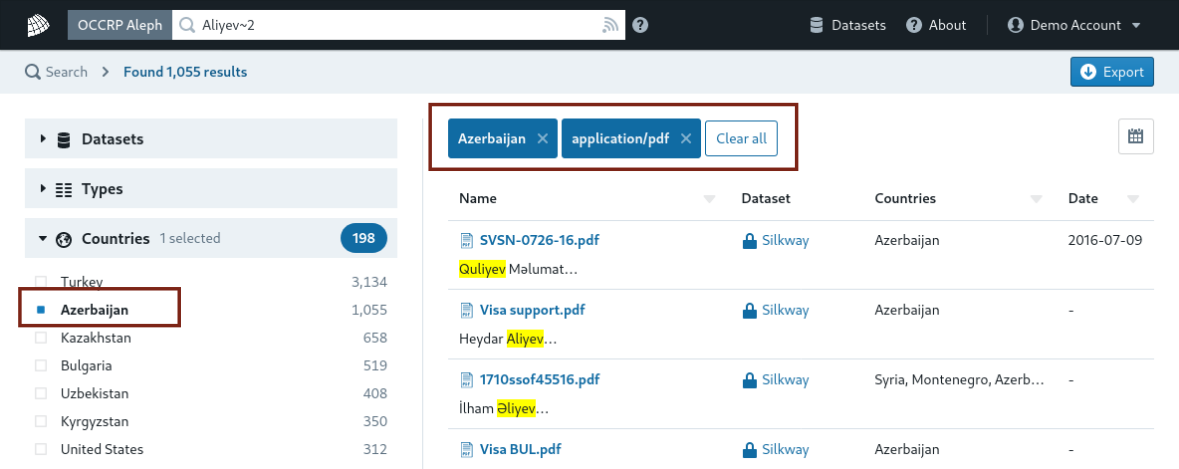 OCCRP Aleph Aliyev~2 Datasets About Demo Account
Search Found 1,055 results Export
Datasets
Types
Countries 1 selected 198
Turkey 3,134
Azerbaijan 1,055
Kazakhstan 658
Bulgaria 519
Uzbekistan 408
Kyrgyzstan 350
United States 312
Azerbaijan application/pdf Clear all
Name Dataset Countries Date
SVSN-0726-16.pdf Silkway Azerbaijan 2016-07-09
Quliyev Məlumat...
Visa support.pdf Silkway Azerbaijan -
Heydar Aliyev...
1710ssof45516.pdf Silkway Syria, Montenegro, Azerb... -
İlham Əliyev...
Visa BUL.pdf Silkway Azerbaijan -